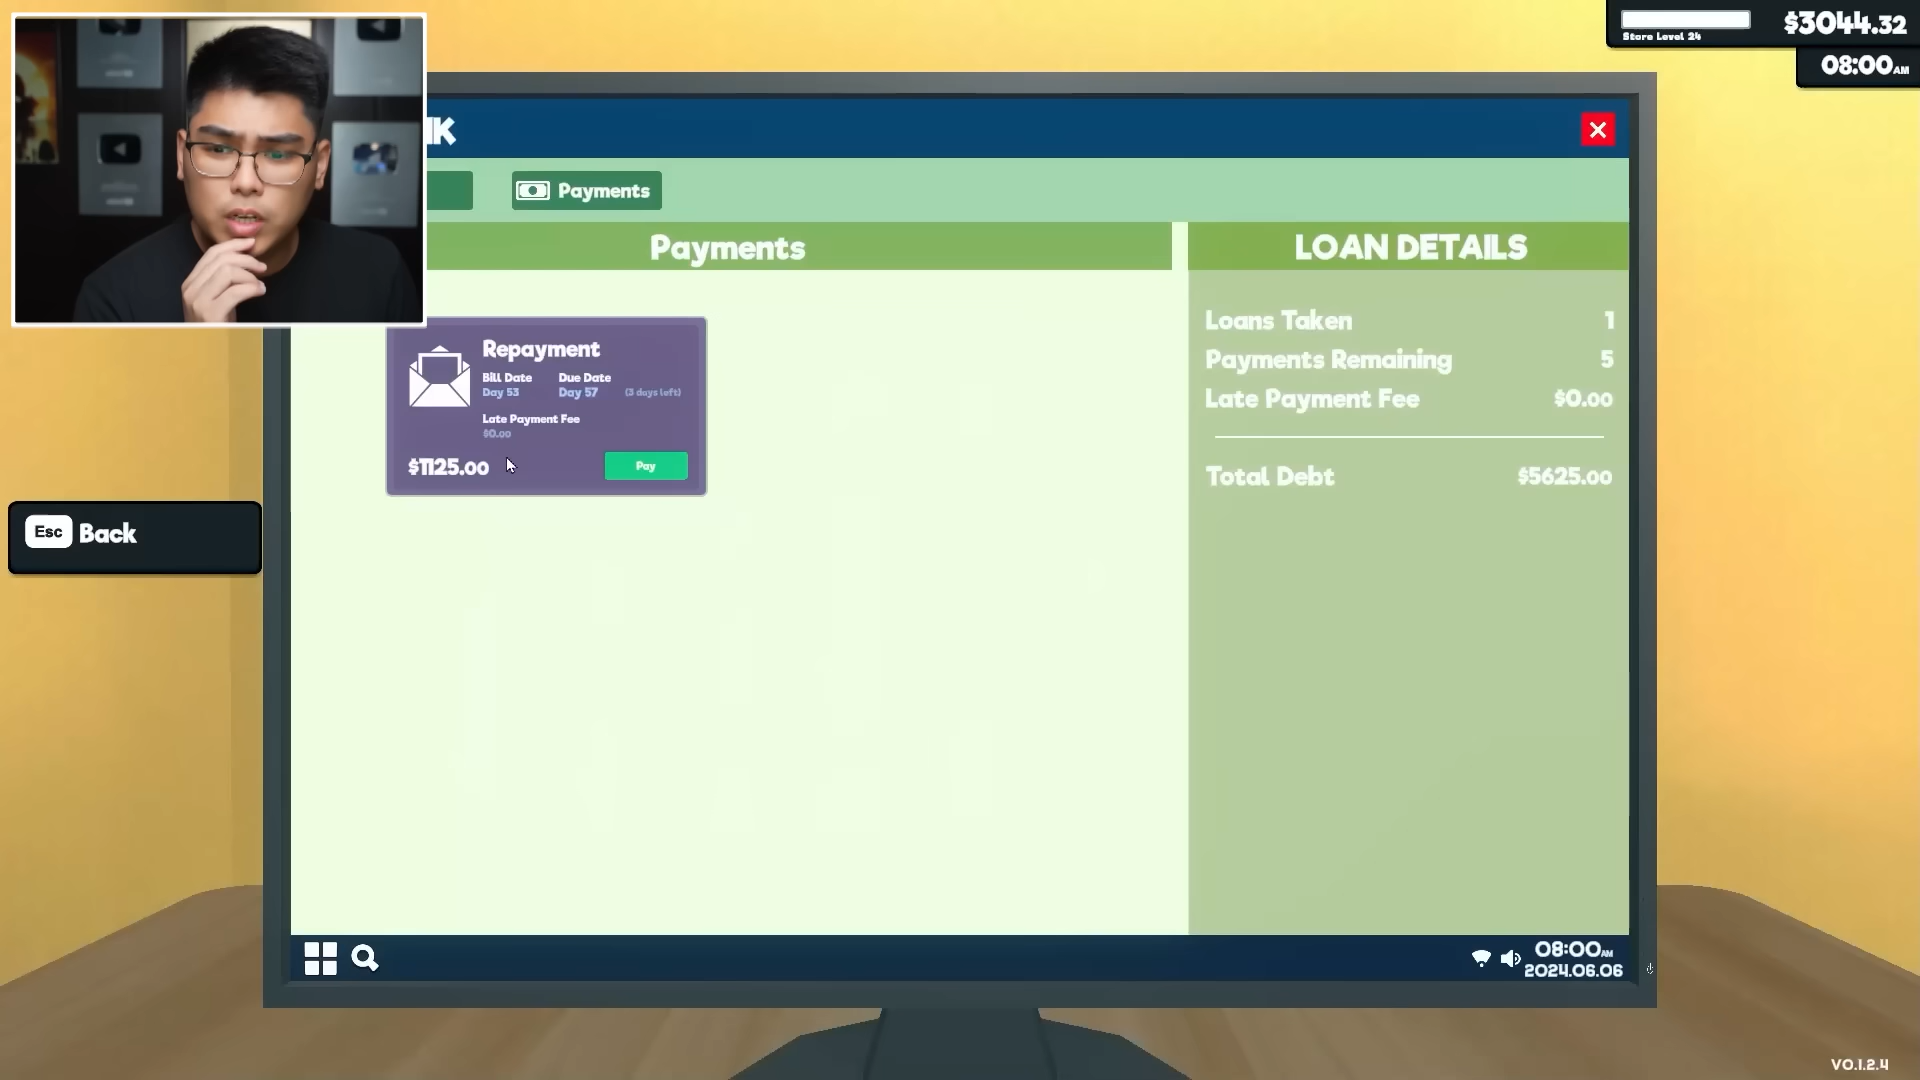 $3044.32
Store Level 24
08:00AM
NK
Payments
Payments
LOAN DETAILS
Repayment
Bill Date
Due Date
Day 53
Day 57
(3 days left)
Late Payment Fee
$0.00
$1125.00
Pay
Loans Taken
1
Payments Remaining
5
Late Payment Fee
$0.00
Total Debt
$5625.00
Esc Back
08:00AM
2024.06.06
V0.1.2.4